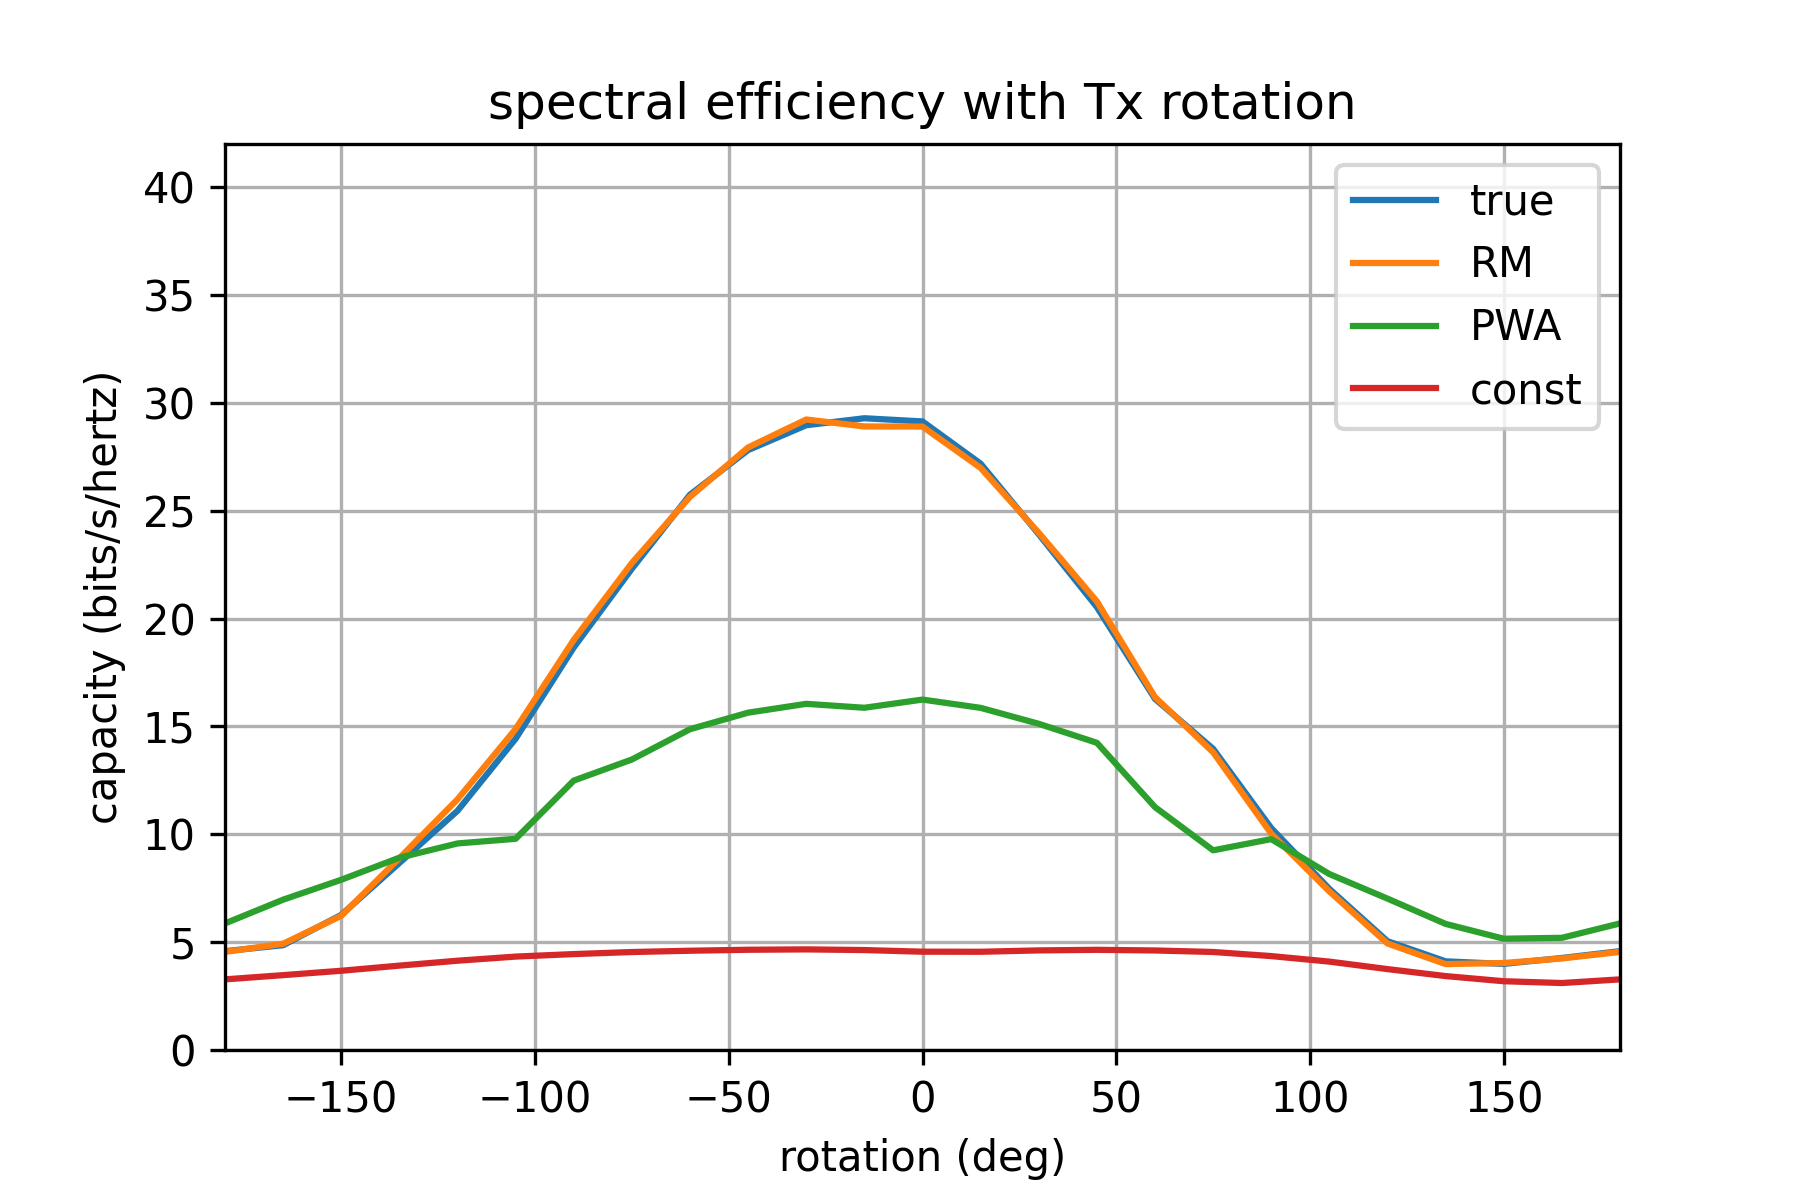 spectral efficiency with Tx rotation
40
35
30
25
20
15
10
5
0
capacity (bits/s/hertz)
true
RM
PWA
const
−150
−100
−50
0
50
100
150
rotation (deg)